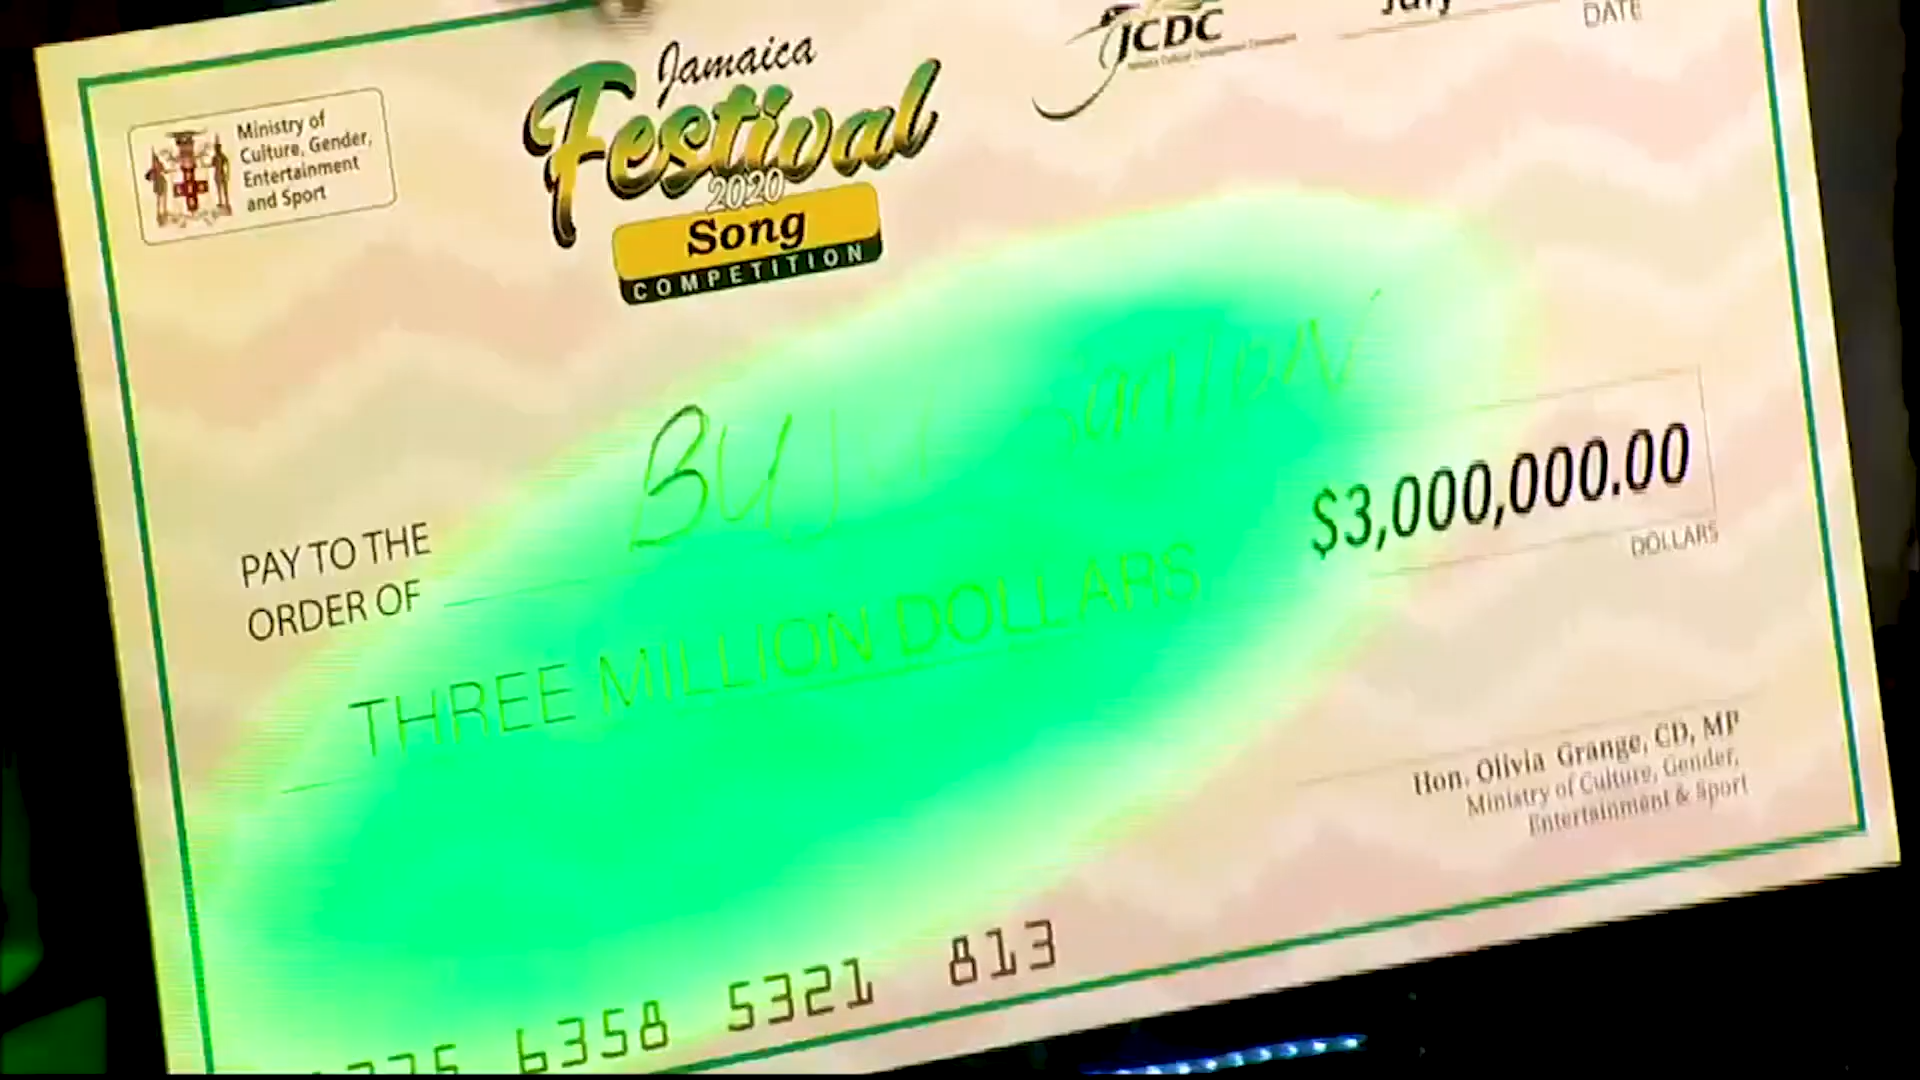 Jamaica
Festival
2020
Song
COMPETITION
Ministry of
Culture, Gender,
Entertainment
and Sport
JCDC
July
DATE
PAY TO THE
ORDER OF
THREE MILLION DOLLARS
$3,000,000.00
DOLLARS
Hon. Olivia Grange, CD, MP
Ministry of Culture, Gender,
Entertainment & Sport
6358 5321 813